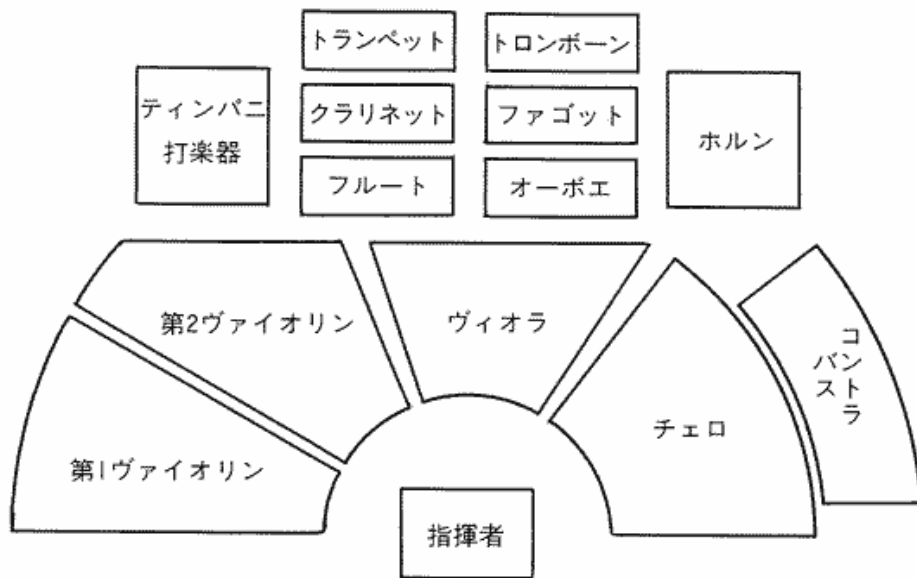 トランペット
トロンボーン
ティンパニ
打楽器
クラリネット
ファゴット
ホルン
フルート
オーボエ
第2ヴァイオリン
ヴィオラ
コントラ
バス
第1ヴァイオリン
チェロ
指揮者